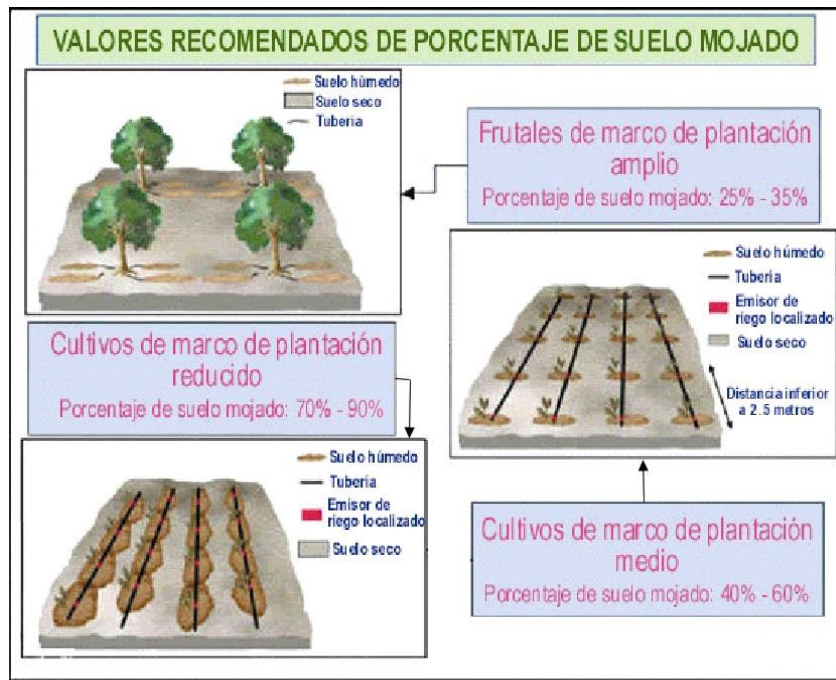 VALORES RECOMENDADOS DE PORCENTAJE DE SUELO MOJADO
Suelo húmedo
Suelo seco
Tubería
Frutales de marco de plantación
amplio
Porcentaje de suelo mojado: 25% - 35%
Suelo húmedo
Tubería
Emisor de
riego localizado
Suelo seco
Distancia inferior
a 2.5 metros
Cultivos de marco de plantación
reducido
Porcentaje de suelo mojado: 70% - 90%
Suelo húmedo
Tubería
Emisor de
riego localizado
Suelo seco
Cultivos de marco de plantación
medio
Porcentaje de suelo mojado: 40% - 60%